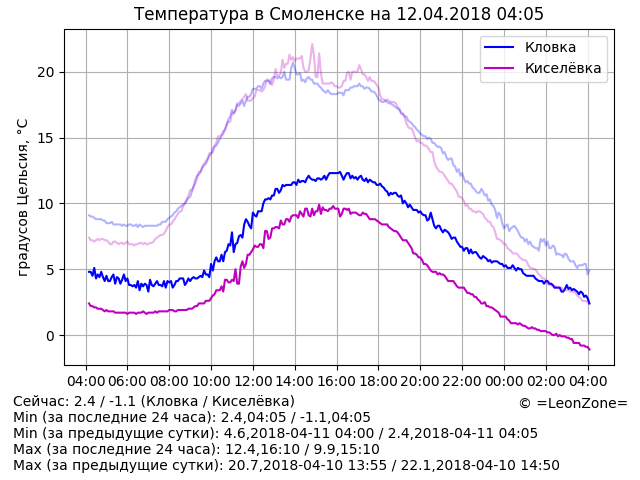 Температура в Смоленске на 12.04.2018 04:05
Кловка
Киселёвка
градусов Цельсия, °C
20
15
10
5
0
04:00 06:00 08:00 10:00 12:00 14:00 16:00 18:00 20:00 22:00 00:00 02:00 04:00
Сейчас: 2.4 / -1.1 (Кловка / Киселёвка)
© =LeonZone=
Min (за последние 24 часа): 2.4,04:05 / -1.1,04:05
Min (за предыдущие сутки): 4.6,2018-04-11 04:00 / 2.4,2018-04-11 04:05
Max (за последние 24 часа): 12.4,16:10 / 9.9,15:10
Max (за предыдущие сутки): 20.7,2018-04-10 13:55 / 22.1,2018-04-10 14:50